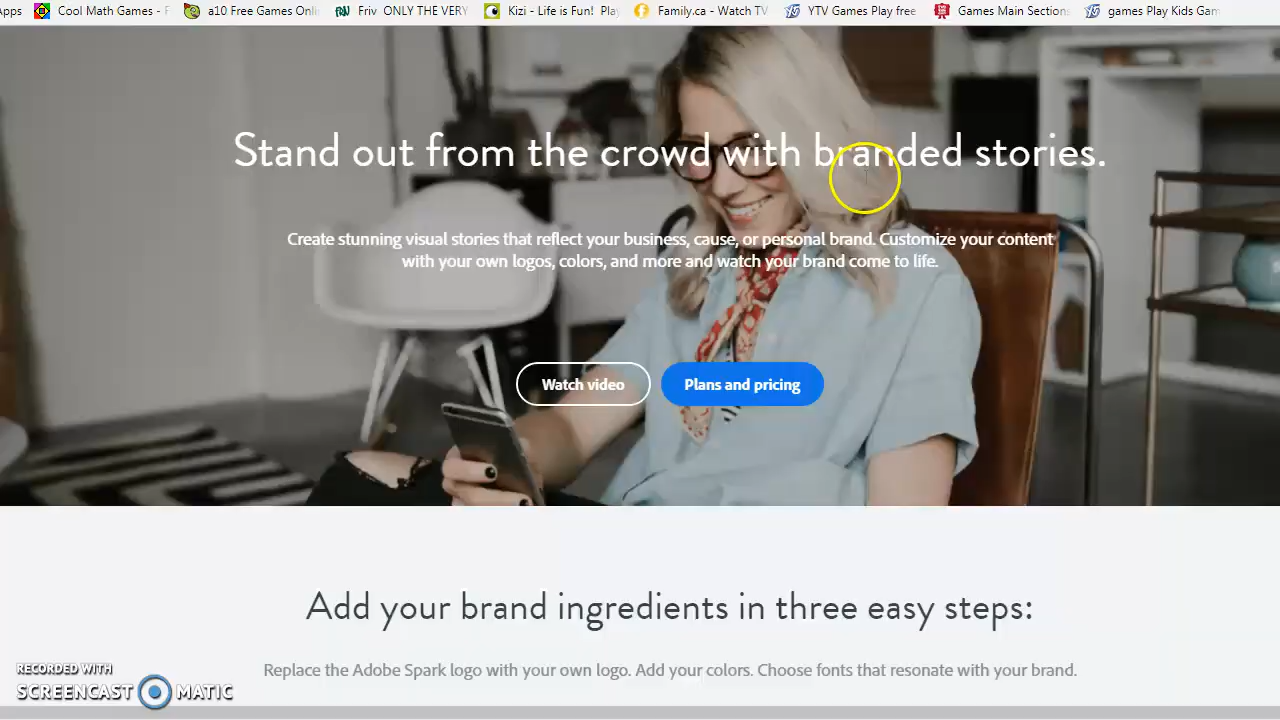 Apps Cool Math Games - F a10 Free Games Onli Friv ONLY THE VERY Kizi - Life is Fun! Pla Family.ca - Watch TV YTV Games Play free Games Main Section games Play Kids Gam
Stand out from the crowd with branded stories.
Create stunning visual stories that reflect your business, cause, or personal brand. Customize your content
with your own logos, colors, and more and watch your brand come to life.
Watch video Plans and pricing
Add your brand ingredients in three easy steps:
Replace the Adobe Spark logo with your own logo. Add your colors. Choose fonts that resonate with your brand.
RECORDED WITH
SCREENCAST MATIC